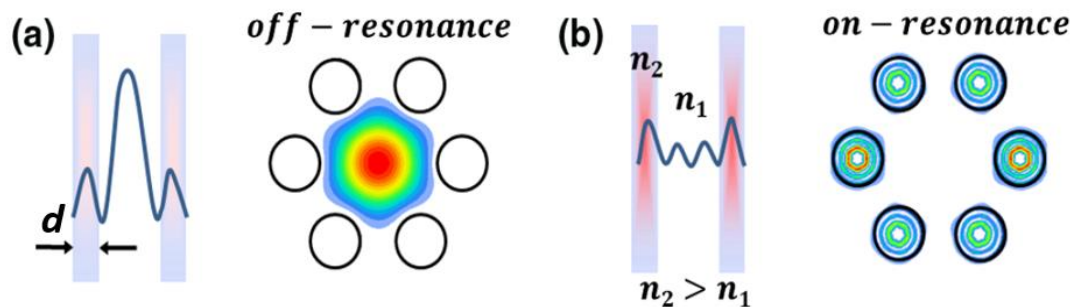 (a)
off – resonance
d
(b)
on – resonance
n₂
n₁
n₂ > n₁